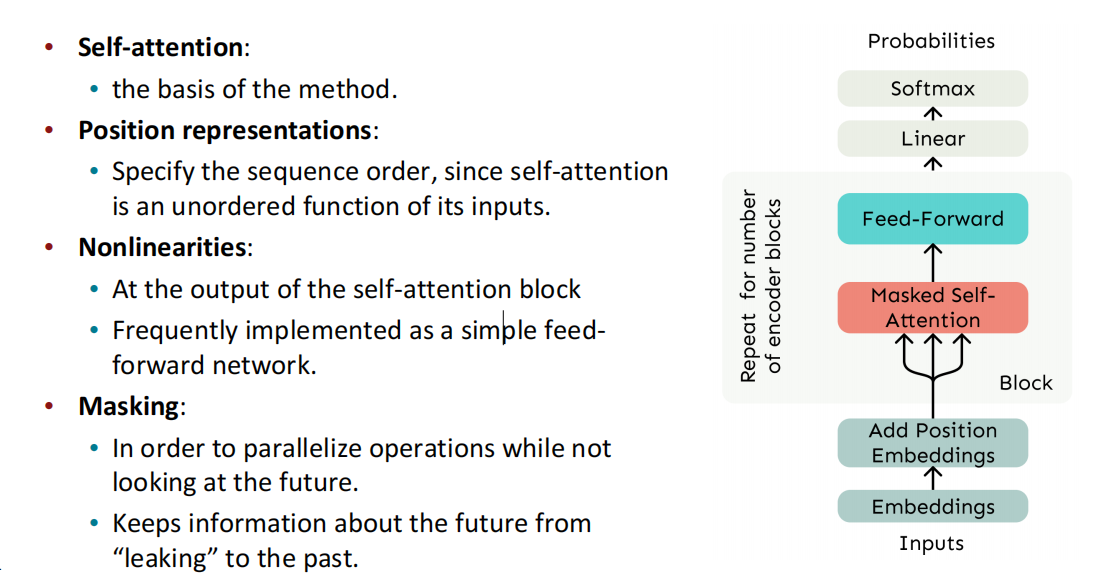 • Self-attention:
• the basis of the method.
• Position representations:
• Specify the sequence order, since self-attention
is an unordered function of its inputs.
• Nonlinearities:
• At the output of the self-attention block
• Frequently implemented as a simple feed-
forward network.
• Masking:
• In order to parallelize operations while not
looking at the future.
• Keeps information about the future from
“leaking” to the past.
Probabilities
Softmax
Linear
Repeat for number
of encoder blocks
Feed-Forward
Masked Self-
Attention
Block
Add Position
Embeddings
Embeddings
Inputs